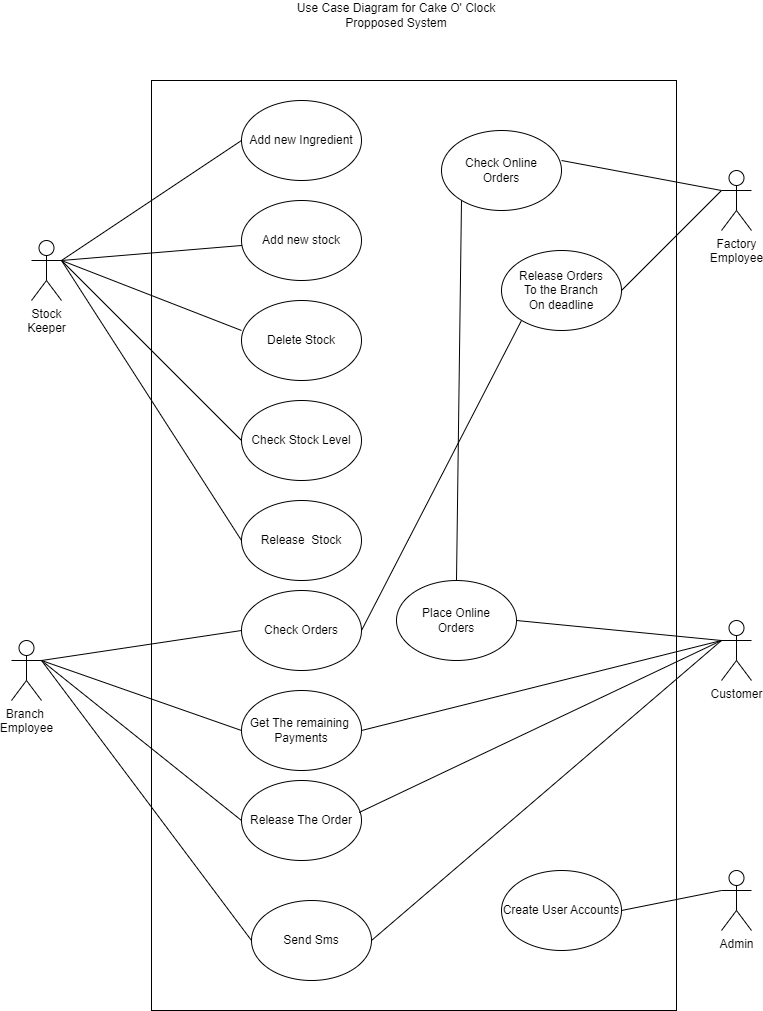 Use Case Diagram for Cake O' Clock
Propposed System
Add new Ingredient
Check Online
Orders
Add new stock
Factory
Employee
Release Orders
To the Branch
On deadline
Stock
Keeper
Delete Stock
Check Stock Level
Release  Stock
Check Orders
Place Online
Orders
Customer
Branch
Employee
Get The remaining
Payments
Release The Order
Create User Accounts
Send Sms
Admin